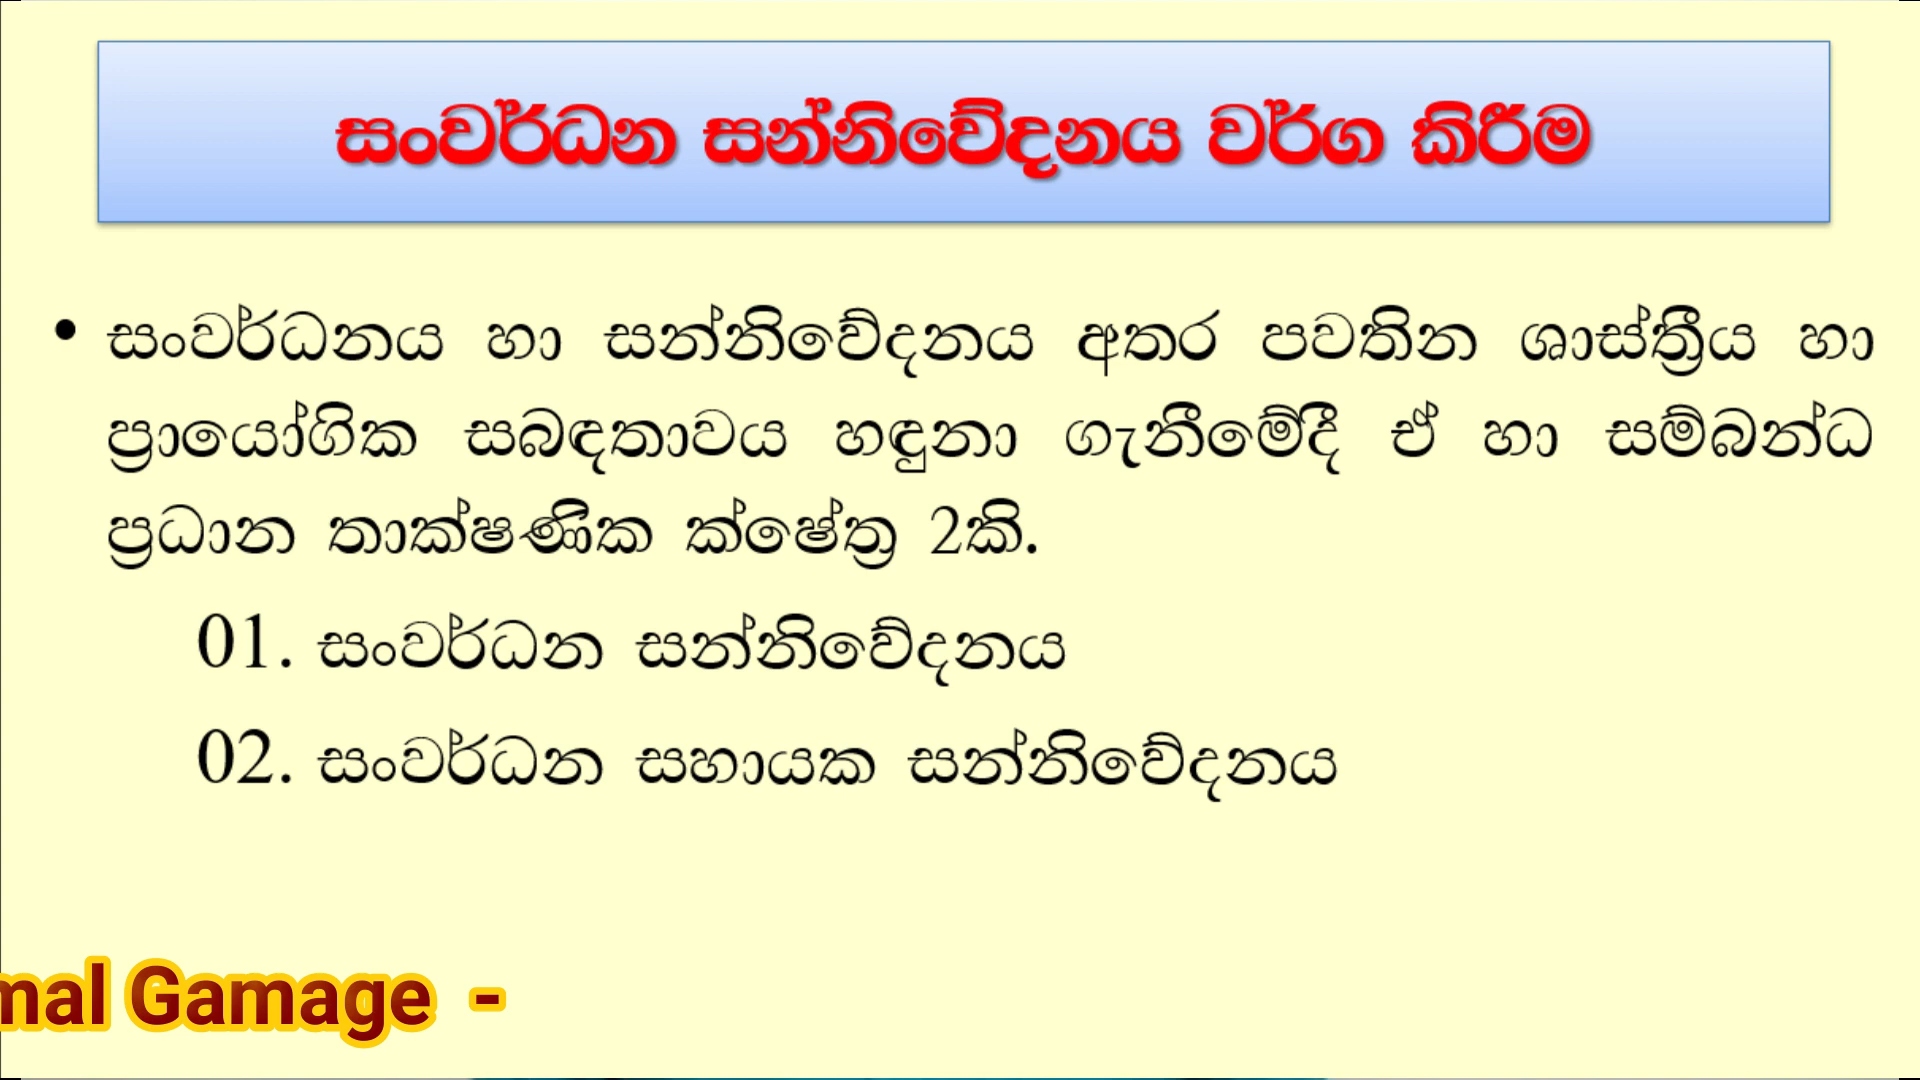 සංවර්ධන සන්නිවේදනය වර්ග කිරීම
• සංවර්ධනය හා සන්නිවේදනය අතර පවතින ශාස්ත්‍රීය හා
ප්‍රායෝගික සබඳතාවය හඳුනා ගැනීමේදී ඒ හා සම්බන්ධ
ප්‍රධාන තාක්ෂණික ක්ෂේත්‍ර 2කි.
01. සංවර්ධන සන්නිවේදනය
02. සංවර්ධන සහායක සන්නිවේදනය
mal Gamage -